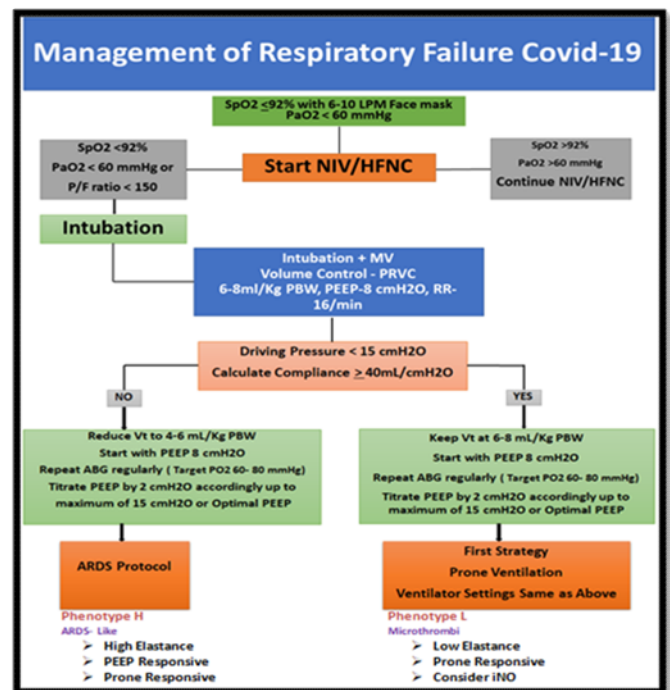 Management of Respiratory Failure Covid-19
SpO2 ≤92% with 6-10 LPM Face mask
PaO2 < 60 mmHg
SpO2 <92%
PaO2 < 60 mmHg or
P/F ratio < 150
Start NIV/HFNC
SpO2 >92%
PaO2 >60 mmHg
Continue NIV/HFNC
Intubation
Intubation + MV
Volume Control - PRVC
6-8ml/Kg PBW, PEEP-8 cmH2O, RR-
16/min
Driving Pressure < 15 cmH2O
Calculate Compliance ≥ 40mL/cmH2O
NO
YES
Reduce Vt to 4-6 mL/Kg PBW
Start with PEEP 8 cmH2O
Repeat ABG regularly ( Target PO2 60- 80 mmHg)
Titrate PEEP by 2 cmH2O accordingly up to
maximum of 15 cmH2O or Optimal PEEP
Keep Vt at 6-8 mL/Kg PBW
Start with PEEP 8 cmH2O
Repeat ABG regularly ( Target PO2 60- 80 mmHg)
Titrate PEEP by 2 cmH2O accordingly up to
maximum of 15 cmH2O or Optimal PEEP
ARDS Protocol
First Strategy
Prone Ventilation
Ventilator Settings Same as Above
Phenotype H
ARDS- Like
➢ High Elastance
➢ PEEP Responsive
➢ Prone Responsive
Phenotype L
Microthrombi
➢ Low Elastance
➢ Prone Responsive
➢ Consider iNO